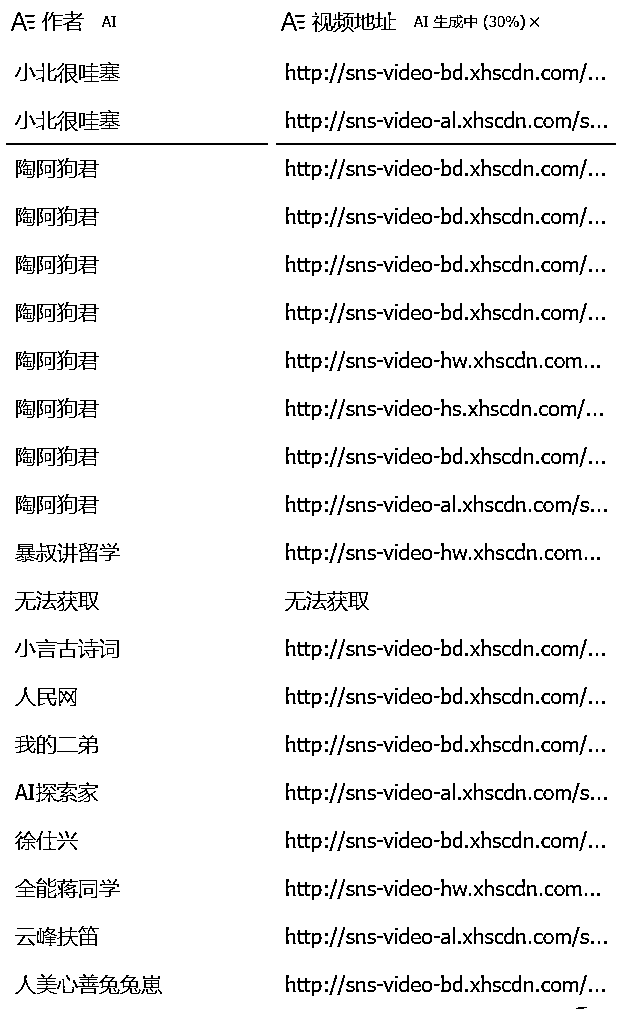 作者 AI 视频地址 AI 生成中 (30%) ×
小北很哇塞 http://sns-video-bd.xhscdn.com/...
小北很哇塞 http://sns-video-al.xhscdn.com/s...
陶阿狗君 http://sns-video-bd.xhscdn.com/...
陶阿狗君 http://sns-video-bd.xhscdn.com/...
陶阿狗君 http://sns-video-bd.xhscdn.com/...
陶阿狗君 http://sns-video-bd.xhscdn.com/...
陶阿狗君 http://sns-video-hw.xhscdn.com...
陶阿狗君 http://sns-video-hs.xhscdn.com/...
陶阿狗君 http://sns-video-bd.xhscdn.com/...
陶阿狗君 http://sns-video-al.xhscdn.com/s...
暴叔讲留学 http://sns-video-hw.xhscdn.com...
无法获取 无法获取
小言古诗词 http://sns-video-bd.xhscdn.com/...
人民网 http://sns-video-bd.xhscdn.com/...
我的二弟 http://sns-video-bd.xhscdn.com/...
AI探索家 http://sns-video-al.xhscdn.com/s...
徐仕兴 http://sns-video-bd.xhscdn.com/...
全能蒋同学 http://sns-video-hw.xhscdn.com...
云峰扶笛 http://sns-video-al.xhscdn.com/s...
人美心善兔兔崽 http://sns-video-bd.xhscdn.com/...